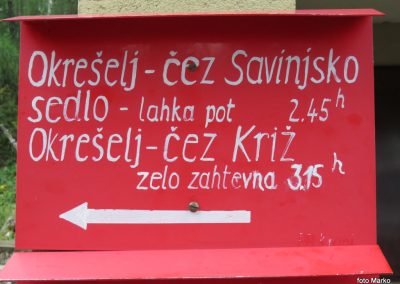 Okrešelj - čez Savinjsko
sedlo - lahka pot 2.45 h
Okrešelj - čez Križ
zelo zahtevna 3,15 h
foto Marko